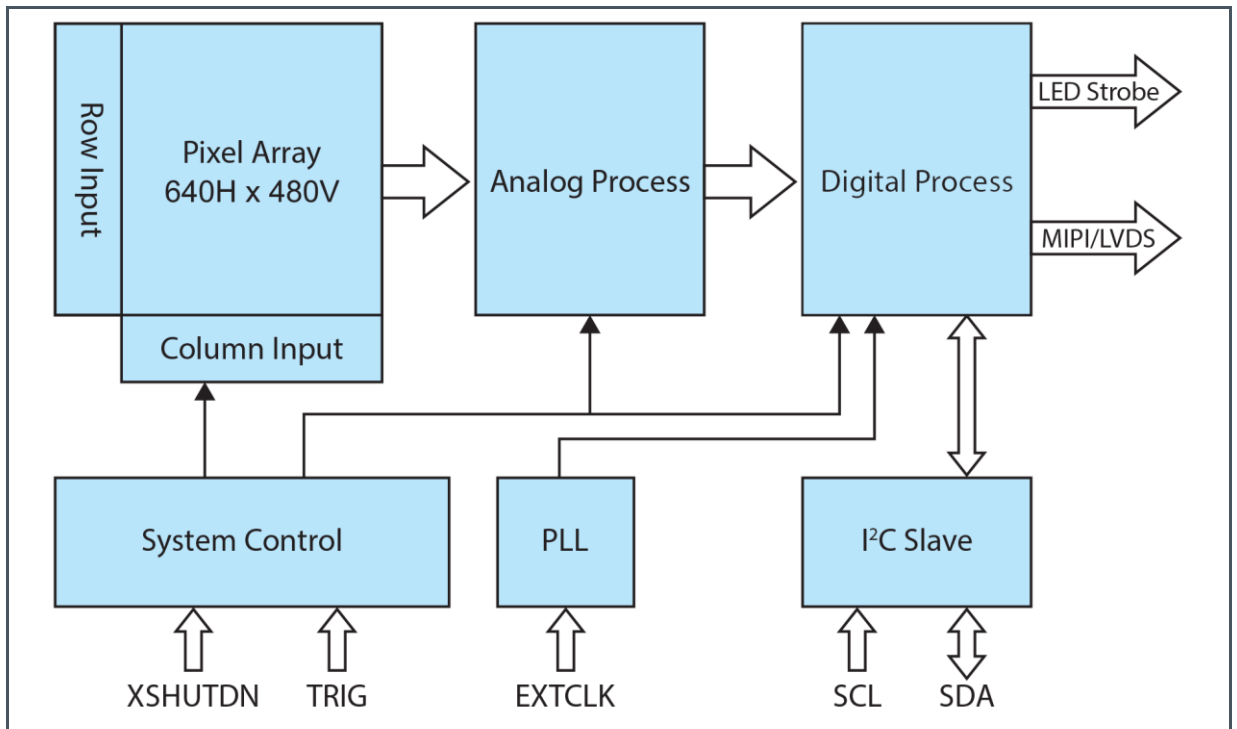 Row Input
Pixel Array
640H x 480V
Column Input
Analog Process
Digital Process
LED Strobe
MIPI/LVDS
System Control
PLL
I²C Slave
XSHUTDN
TRIG
EXTCLK
SCL
SDA